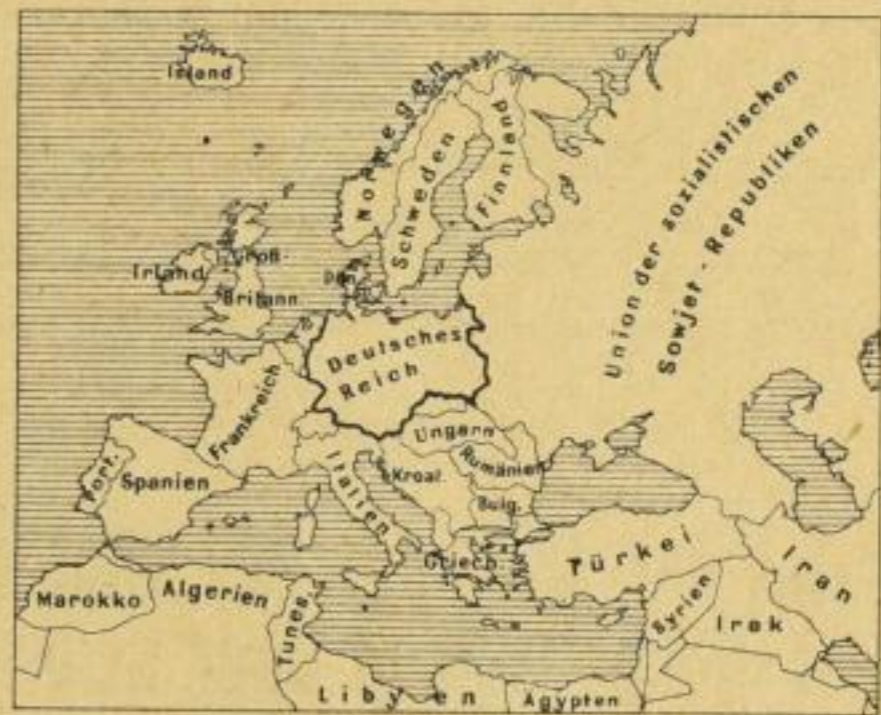 Island
Norwegen
Schweden
Finnland
Union der sozialistischen
Sowjet-Republiken
Irland
Groß-
Britann
Dän
Deutsches
Reich
Frankreich
Ungarn
Rumänien
Kroat.
Italien
Bulg.
Port.
Spanien
Griech.
Türkei
Iran
Marokko
Algerien
Tunes.
Syrien
Irak
Libyen
Ägypten